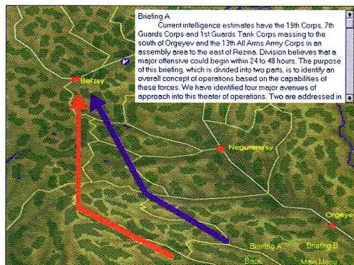 Briefing A
Current intelligence estimates have the 19th Corps, 7th
Guards Corps and 1st Guards Tank Corps massing to the
south of Orgeyev and the 13th All Arms Army Corps in an
assembly area to the east of Rezina. Division believes that a
major offensive could begin within 24 to 48 hours. The purpose
of this briefing, which is divided into two parts, is to identify an
overall concept of operations based on the capabilities of
these forces. We have identified four major avenues of
approach into this theater of operations. Two are addressed in
Beltsy
Negureneny
Orgeye
Briefing A
Briefing B
Back
Main Menu